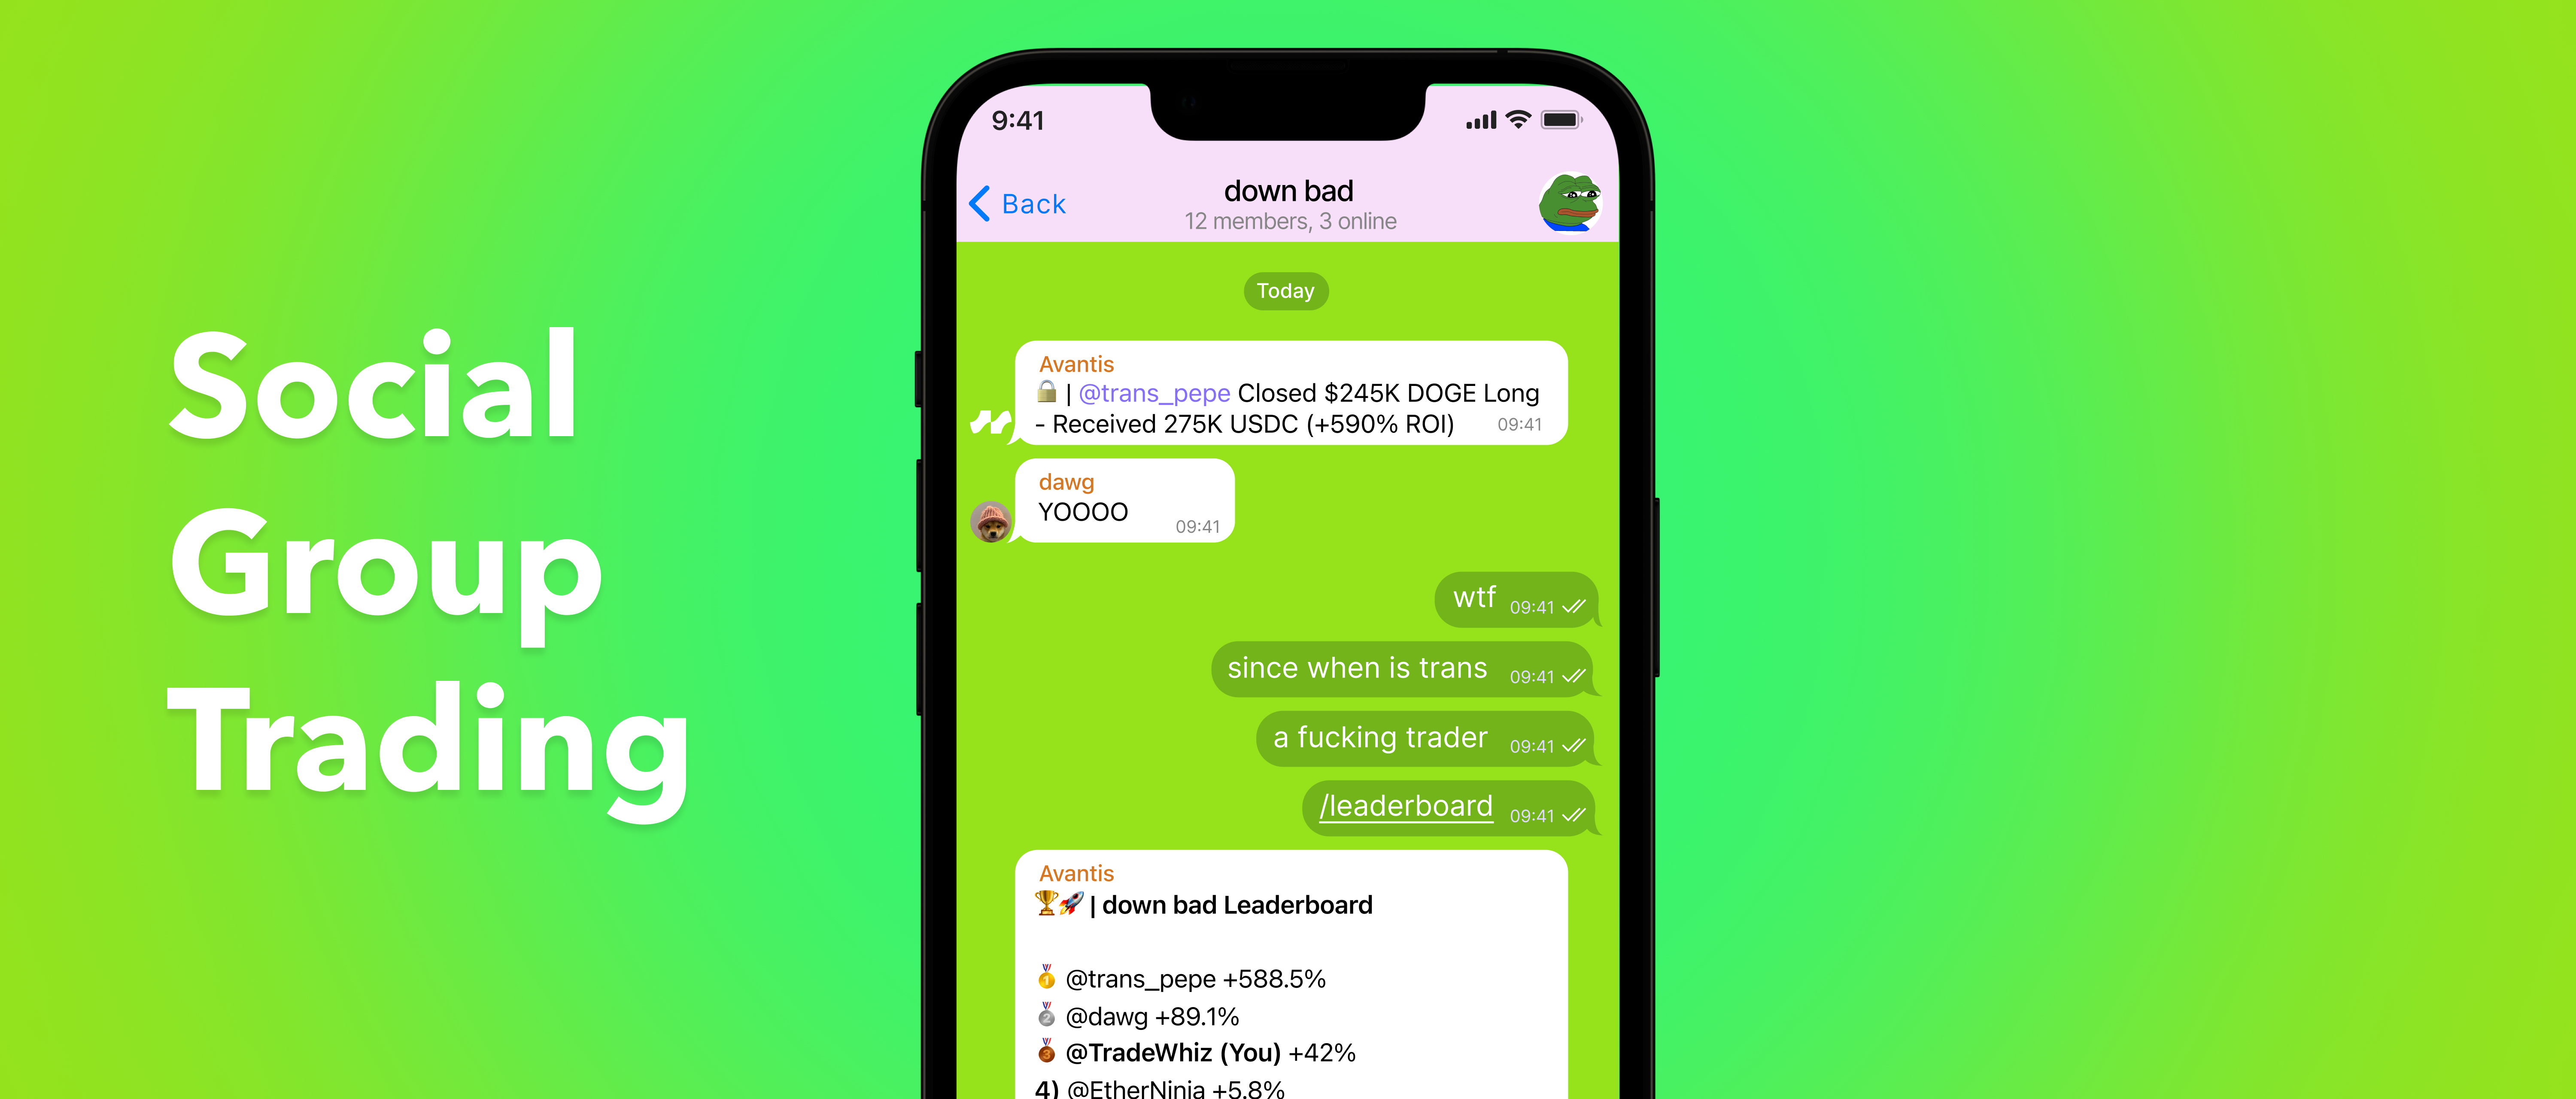 Social
Group
Trading
9:41
Back
down bad
12 members, 3 online
Today
Avantis
🔒 | @trans_pepe Closed $245K DOGE Long
- Received 275K USDC (+590% ROI) 09:41
dawg
YOOOO
09:41
wtf 09:41
since when is trans 09:41
a fucking trader 09:41
/leaderboard 09:41
Avantis
🏆🚀 | down bad Leaderboard
🥇 @trans_pepe +588.5%
🥈 @dawg +89.1%
🥉 @TradeWhiz (You) +42%
4) @EtherNinja +5.8%